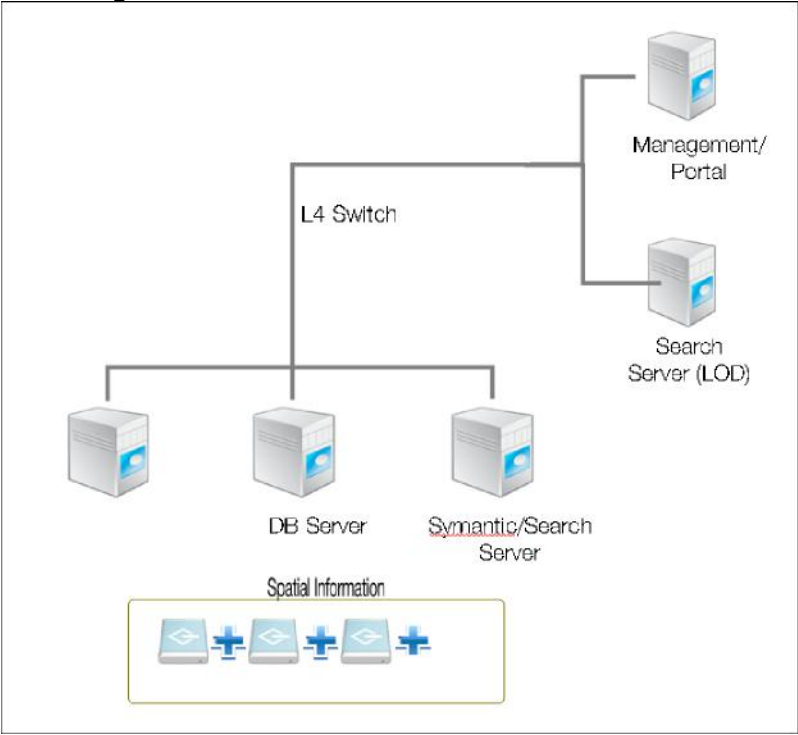 Management/
Portal
L4 Switch
Search
Server (LOD)
DB Server
Symantic/Search
Server
Spatial Information